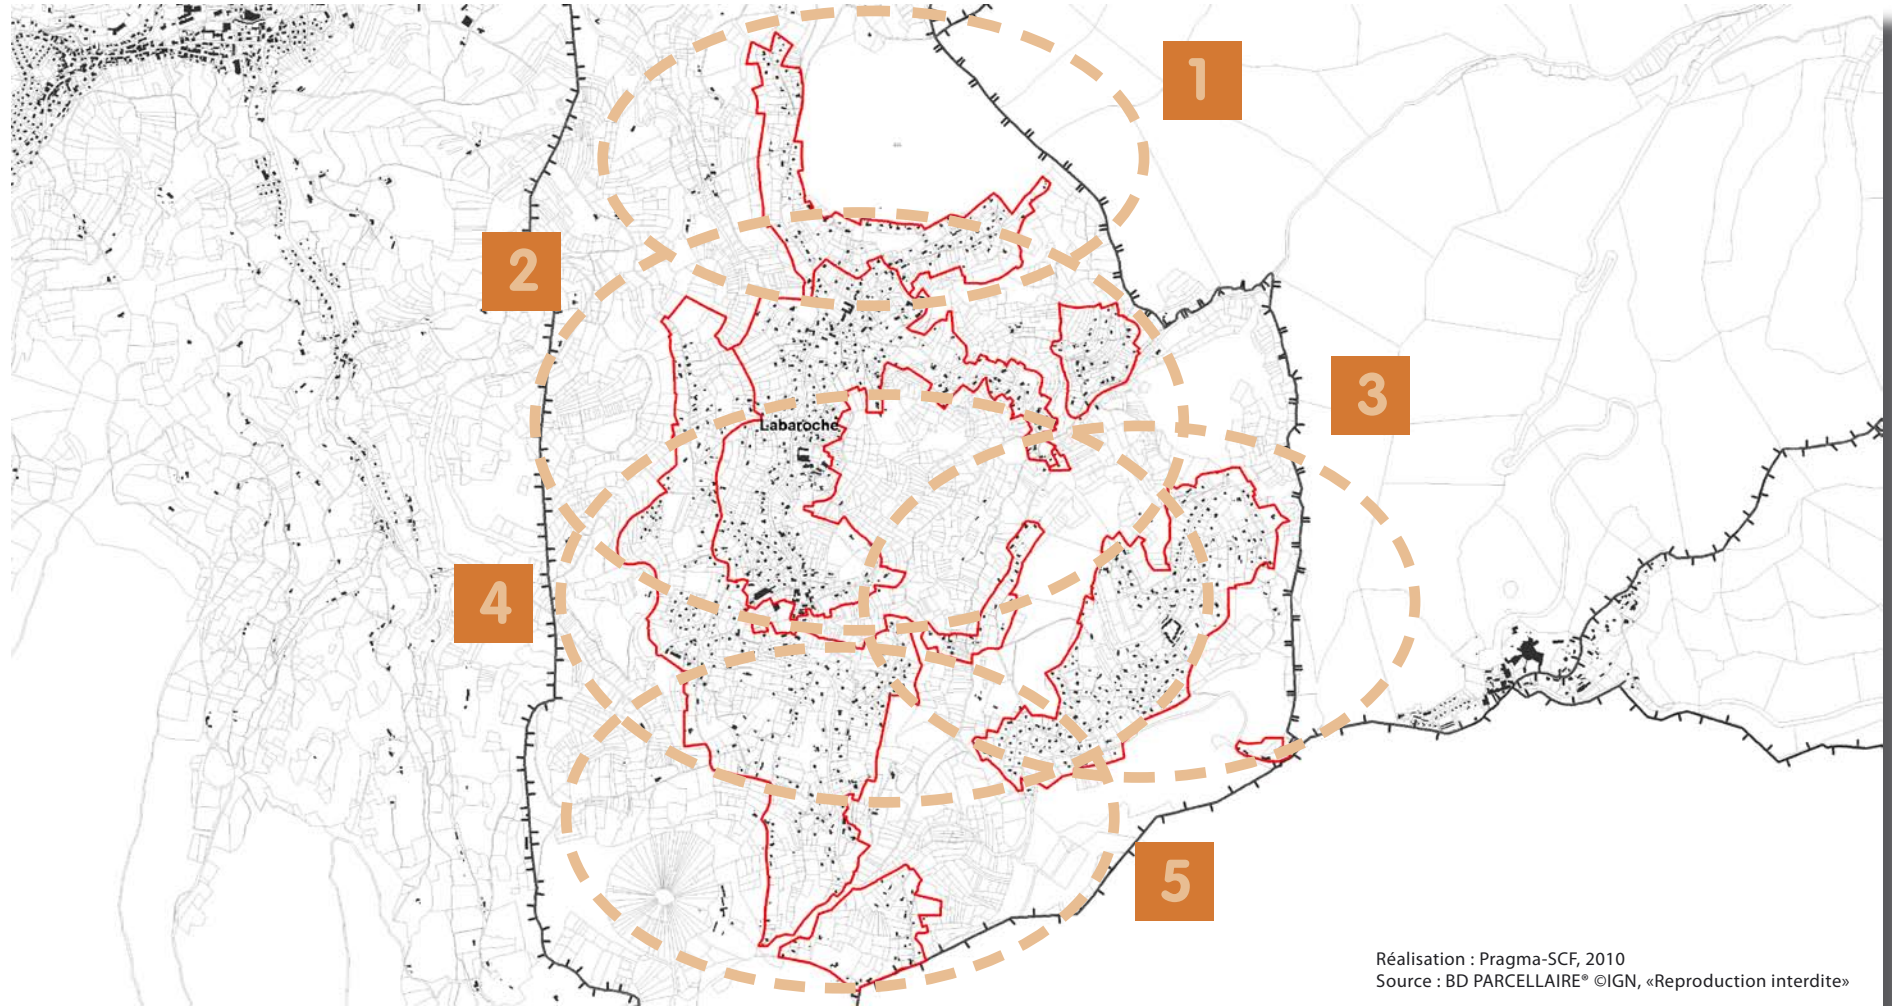 1
2
3
Labaroche
4
5
Réalisation : Pragma-SCF, 2010
Source : BD PARCELLAIRE® ©IGN, «Reproduction interdite»